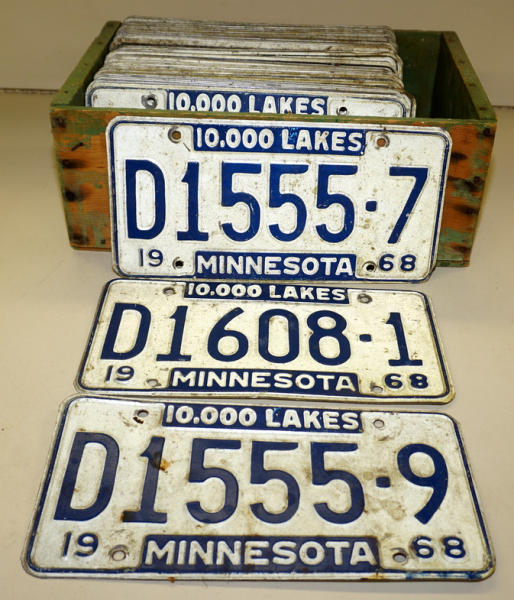 10,000 LAKES
10,000 LAKES
D1555·7
19 MINNESOTA 68
10,000 LAKES
D1608·1
19 MINNESOTA 68
10,000 LAKES
D1555·9
19 MINNESOTA 68